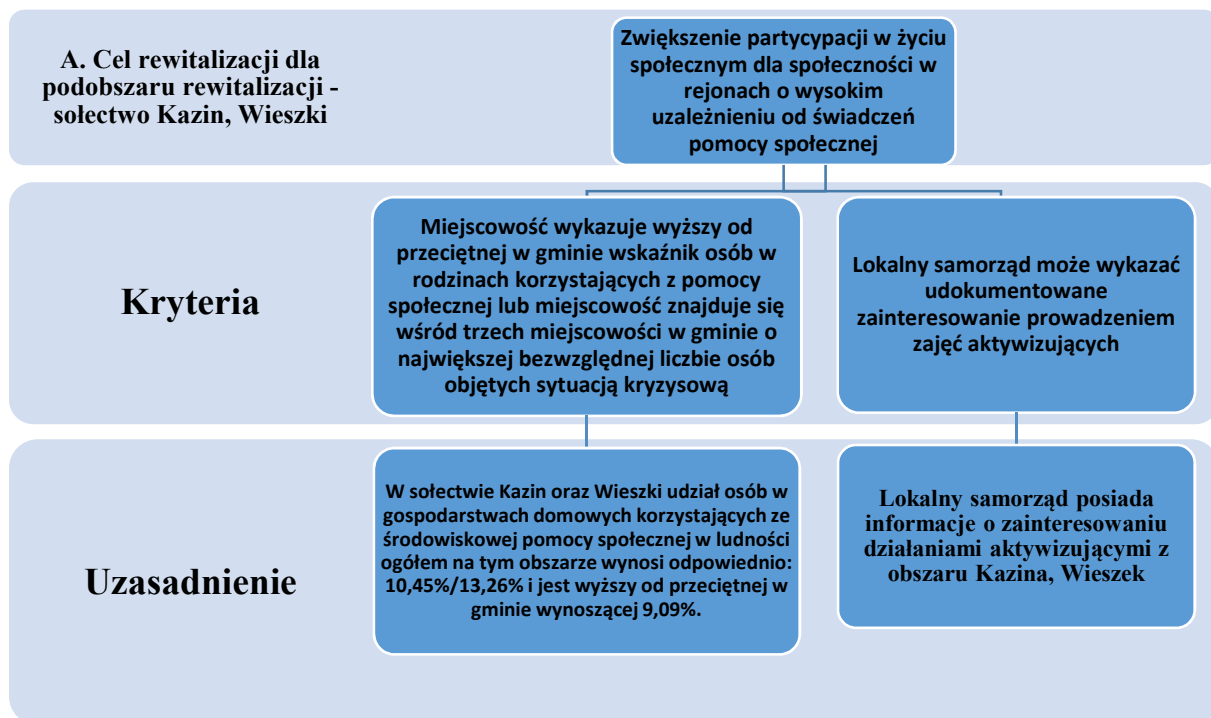 A. Cel rewitalizacji dla
podobszaru rewitalizacji -
sołectwo Kazin, Wieszki
Zwiększenie partycypacji w życiu
społecznym dla społeczności w
rejonach o wysokim
uzależnieniu od świadczeń
pomocy społecznej
Kryteria
Miejscowość wykazuje wyższy od
przeciętnej w gminie wskaźnik osób w
rodzinach korzystających z pomocy
społecznej lub miejscowość znajduje się
wśród trzech miejscowości w gminie o
największej bezwzględnej liczbie osób
objętych sytuacją kryzysową
Lokalny samorząd może wykazać
udokumentowane
zainteresowanie prowadzeniem
zajęć aktywizujących
Uzasadnienie
W sołectwie Kazin oraz Wieszki udział osób w
gospodarstwach domowych korzystających ze
środowiskowej pomocy społecznej w ludności
ogółem na tym obszarze wynosi odpowiednio:
10,45%/13,26% i jest wyższy od przeciętnej w
gminie wynoszącej 9,09%.
Lokalny samorząd posiada
informacje o zainteresowaniu
działaniami aktywizującymi z
obszaru Kazina, Wieszek